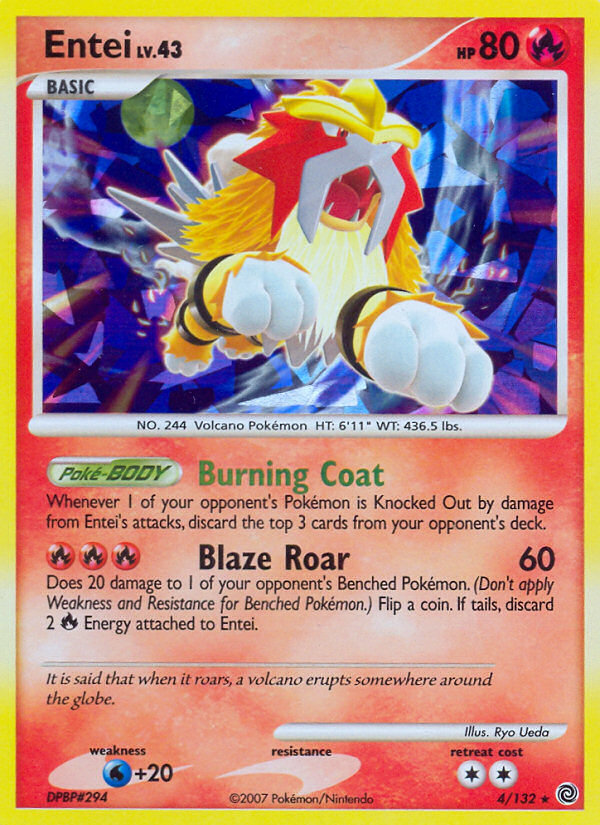 Entei LV.43 HP 80
BASIC
NO. 244 Volcano Pokémon HT: 6'11" WT: 436.5 lbs.
Poké-BODY Burning Coat
Whenever 1 of your opponent's Pokémon is Knocked Out by damage
from Entei's attacks, discard the top 3 cards from your opponent's deck.
Blaze Roar 60
Does 20 damage to 1 of your opponent's Benched Pokémon. (Don't apply
Weakness and Resistance for Benched Pokémon.) Flip a coin. If tails, discard
2 Energy attached to Entei.
It is said that when it roars, a volcano erupts somewhere around
the globe.
Illus. Ryo Ueda
weakness resistance retreat cost
+20
DPBP#294 ©2007 Pokémon/Nintendo 4/132 ★